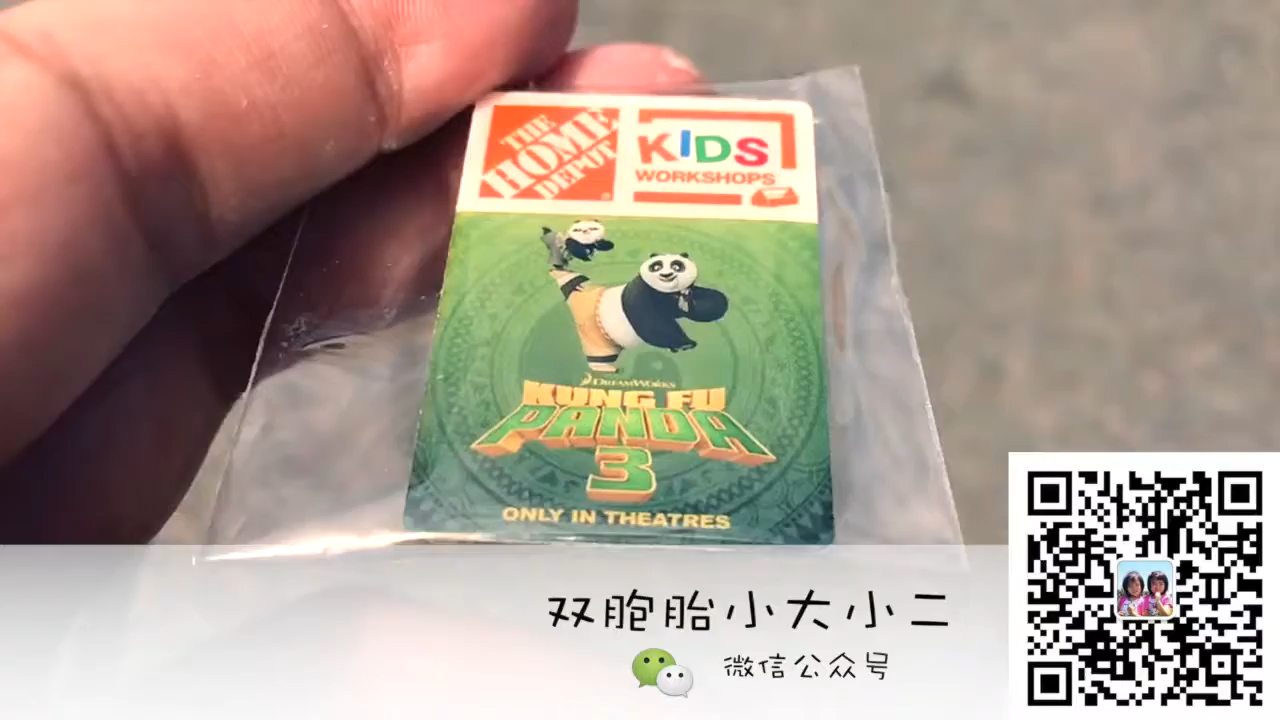 THE
HOME
DEPOT
KIDS
WORKSHOPS
DREAMWORKS
KUNG FU
PANDA
3
ONLY IN THEATRES
双胞胎小大小二
微信公众号